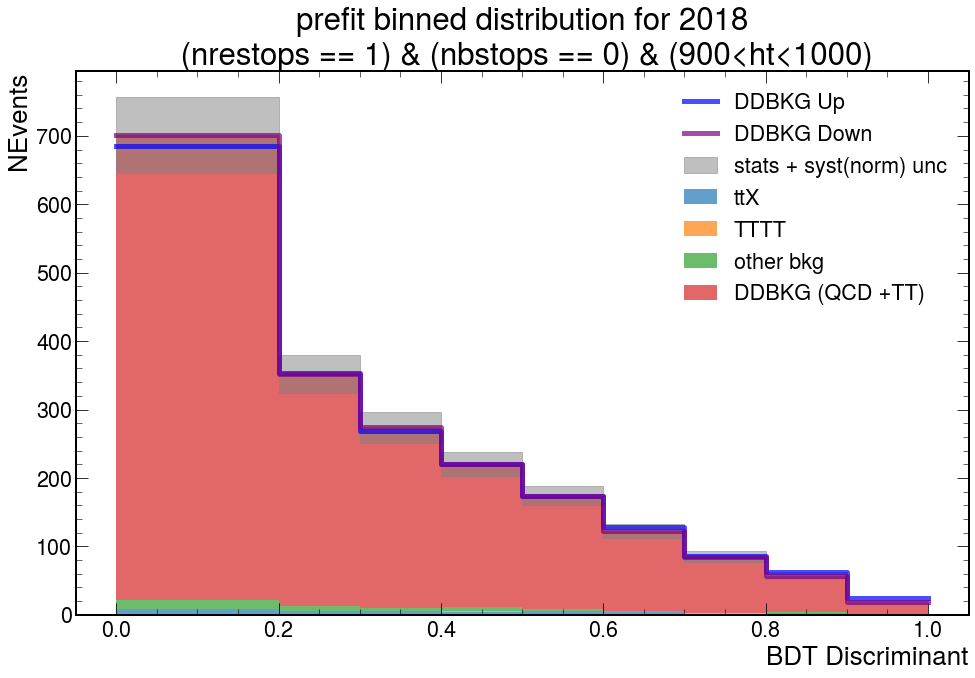 prefit binned distribution for 2018
(nrestops == 1) & (nbstops == 0) & (900<ht<1000)
NEvents
DDBKG Up
DDBKG Down
stats + syst(norm) unc
ttX
TTTT
other bkg
DDBKG (QCD +TT)
700
600
500
400
300
200
100
0
0.0 0.2 0.4 0.6 0.8 1.0
BDT Discriminant